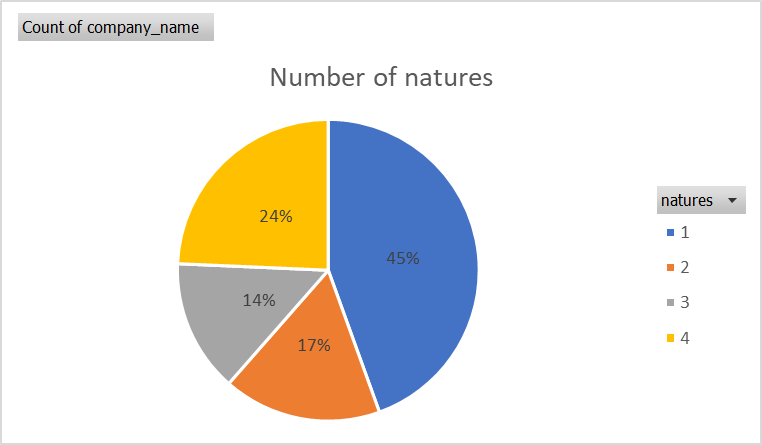 Count of company_name
Number of natures
natures
1
2
3
4
24%
45%
14%
17%